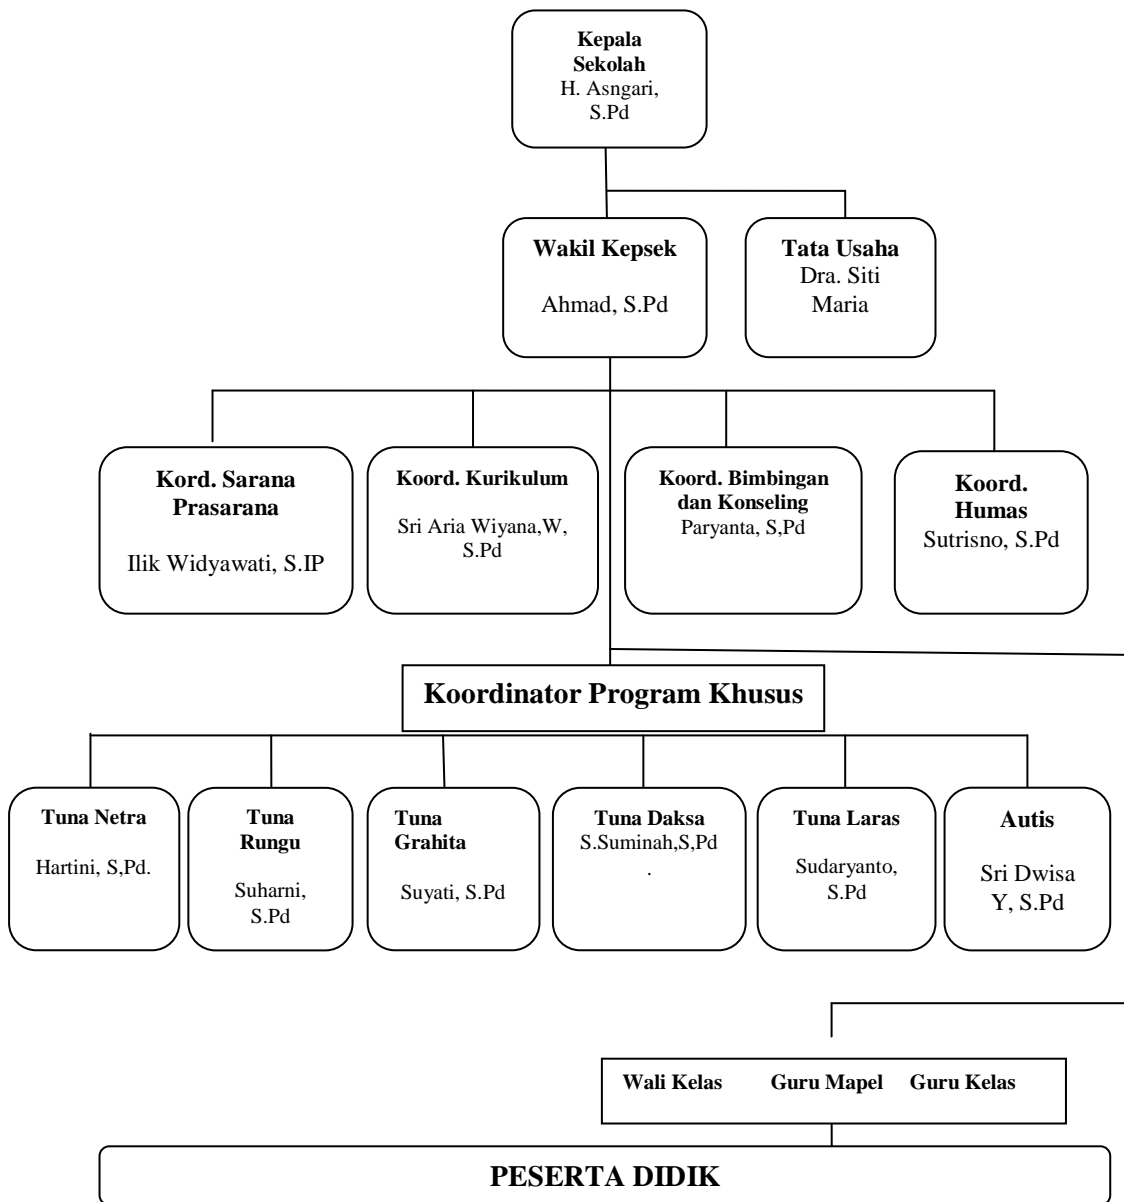 Kepala
Sekolah
H. Asngari,
S.Pd
Wakil Kepsek
Ahmad, S.Pd
Tata Usaha
Dra. Siti
Maria
Kord. Sarana
Prasarana
Ilik Widyawati, S.IP
Koord. Kurikulum
Sri Aria Wiyana,W,
S.Pd
Koord. Bimbingan
dan Konseling
Paryanta, S,Pd
Koord.
Humas
Sutrisno, S.Pd
Koordinator Program Khusus
Tuna Netra
Hartini, S,Pd.
Tuna
Rungu
Suharni,
S.Pd
Tuna
Grahita
Suyati, S.Pd
Tuna Daksa
S.Suminah,S,Pd
.
Tuna Laras
Sudaryanto,
S.Pd
Autis
Sri Dwisa
Y, S.Pd
Wali Kelas Guru Mapel Guru Kelas
PESERTA DIDIK